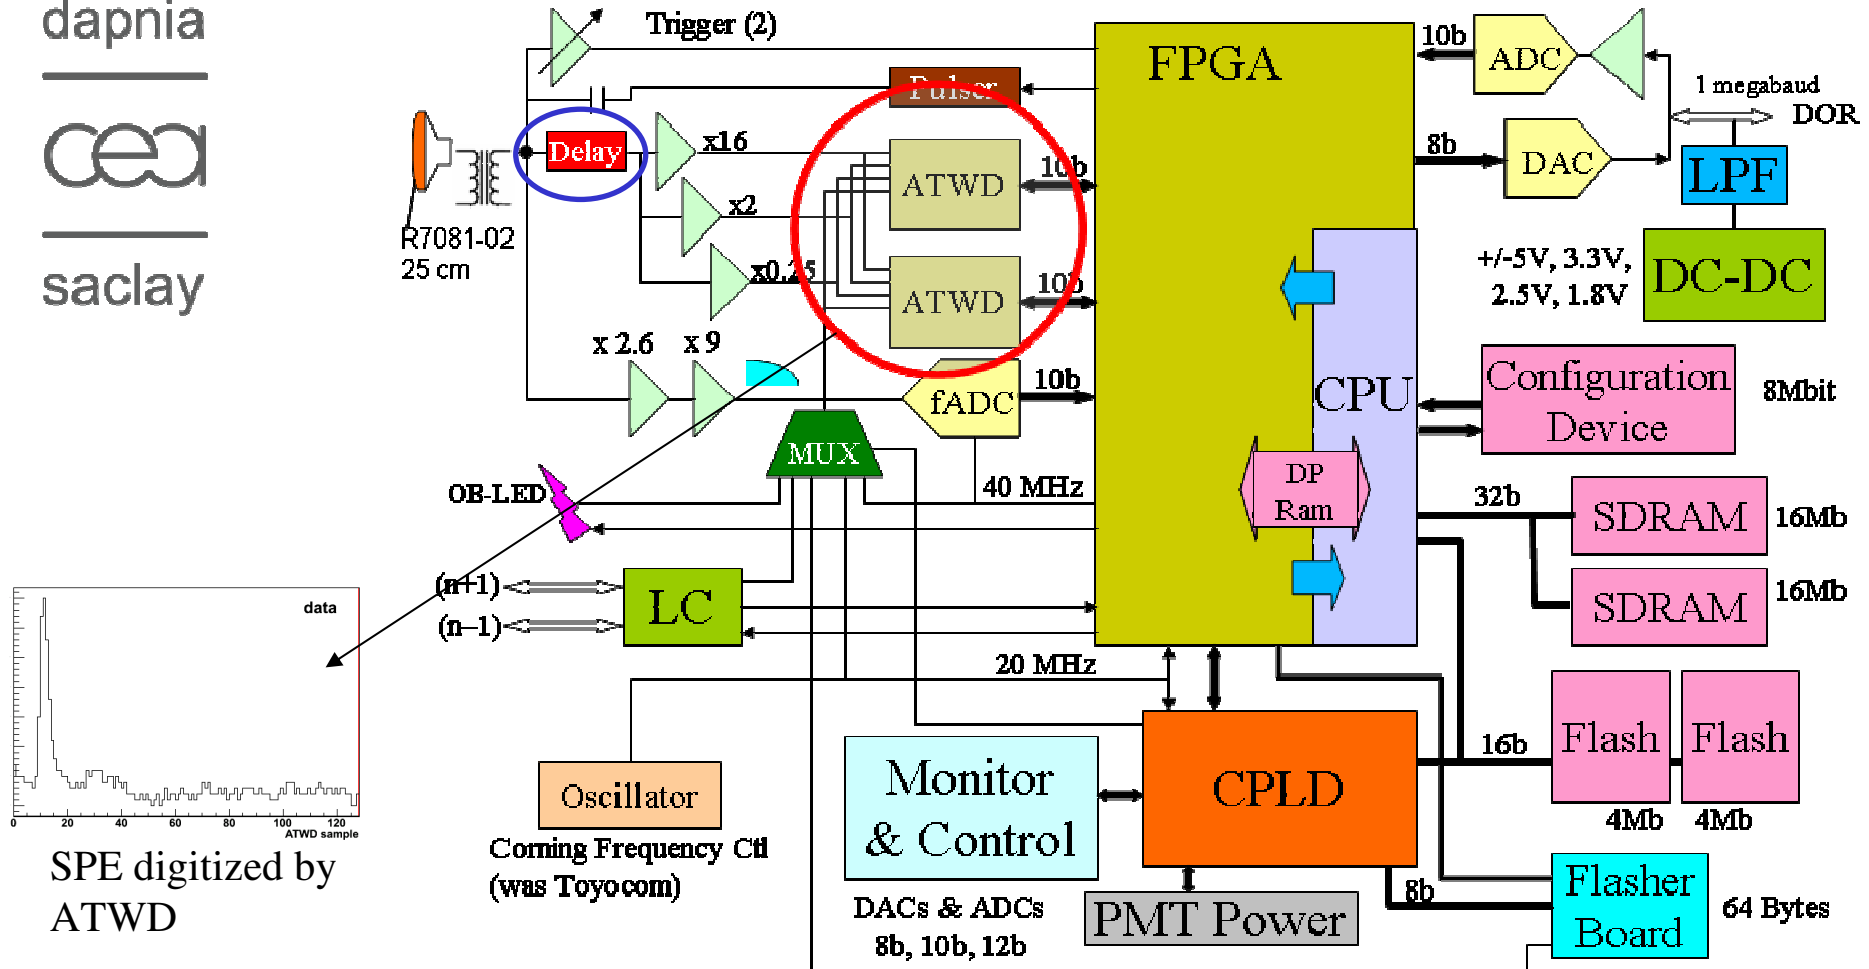 dapnia
cea
saclay
Trigger (2)
Pulser
Delay
x16
x2
x0.25
R7081-02
25 cm
ATWD
10b
ATWD
10b
x 2.6
x 9
fADC
10b
MUX
OB-LED
40 MHz
(n+1)
(n-1)
LC
20 MHz
FPGA
CPU
DP
Ram
10b
ADC
1 megabaud
DOR
8b
DAC
LPF
+/-5V, 3.3V,
2.5V, 1.8V
DC-DC
Configuration
Device
8Mbit
32b
SDRAM
16Mb
SDRAM
16Mb
16b
Flash
Flash
4Mb
4Mb
Oscillator
Corning Frequency Ctl
(was Toyocom)
Monitor
& Control
DACs & ADCs
8b, 10b, 12b
CPLD
PMT Power
8b
Flasher
Board
64 Bytes
data
0 20 40 60 80 100 120
ATWD sample
SPE digitized by
ATWD